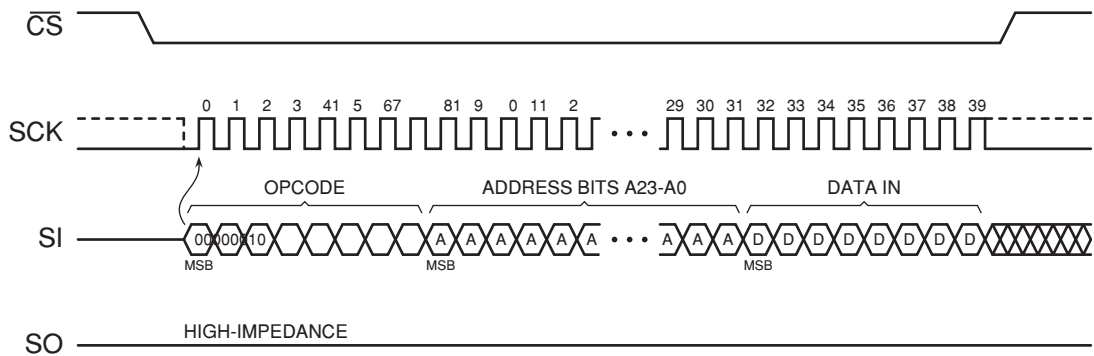 CS
SCK
0 1 2 3 41 5 67 81 9 0 11 2 29 30 31 32 33 34 35 36 37 38 39
OPCODE ADDRESS BITS A23-A0 DATA IN
SI
00000010 A A A A A A A A A D D D D D D D D
MSB MSB MSB
SO
HIGH-IMPEDANCE